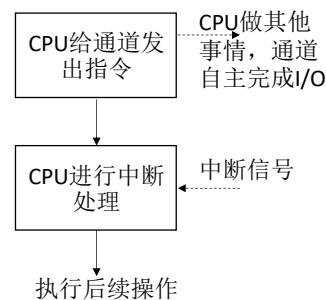 CPU给通道发
出指令
CPU做其他
事情，通道
自主完成I/O
CPU进行中断
处理
中断信号
执行后续操作